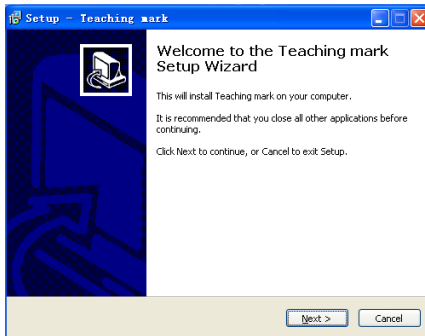 Setup - Teaching mark
Welcome to the Teaching mark
Setup Wizard
This will install Teaching mark on your computer.
It is recommended that you close all other applications before
continuing.
Click Next to continue, or Cancel to exit Setup.
Next > Cancel